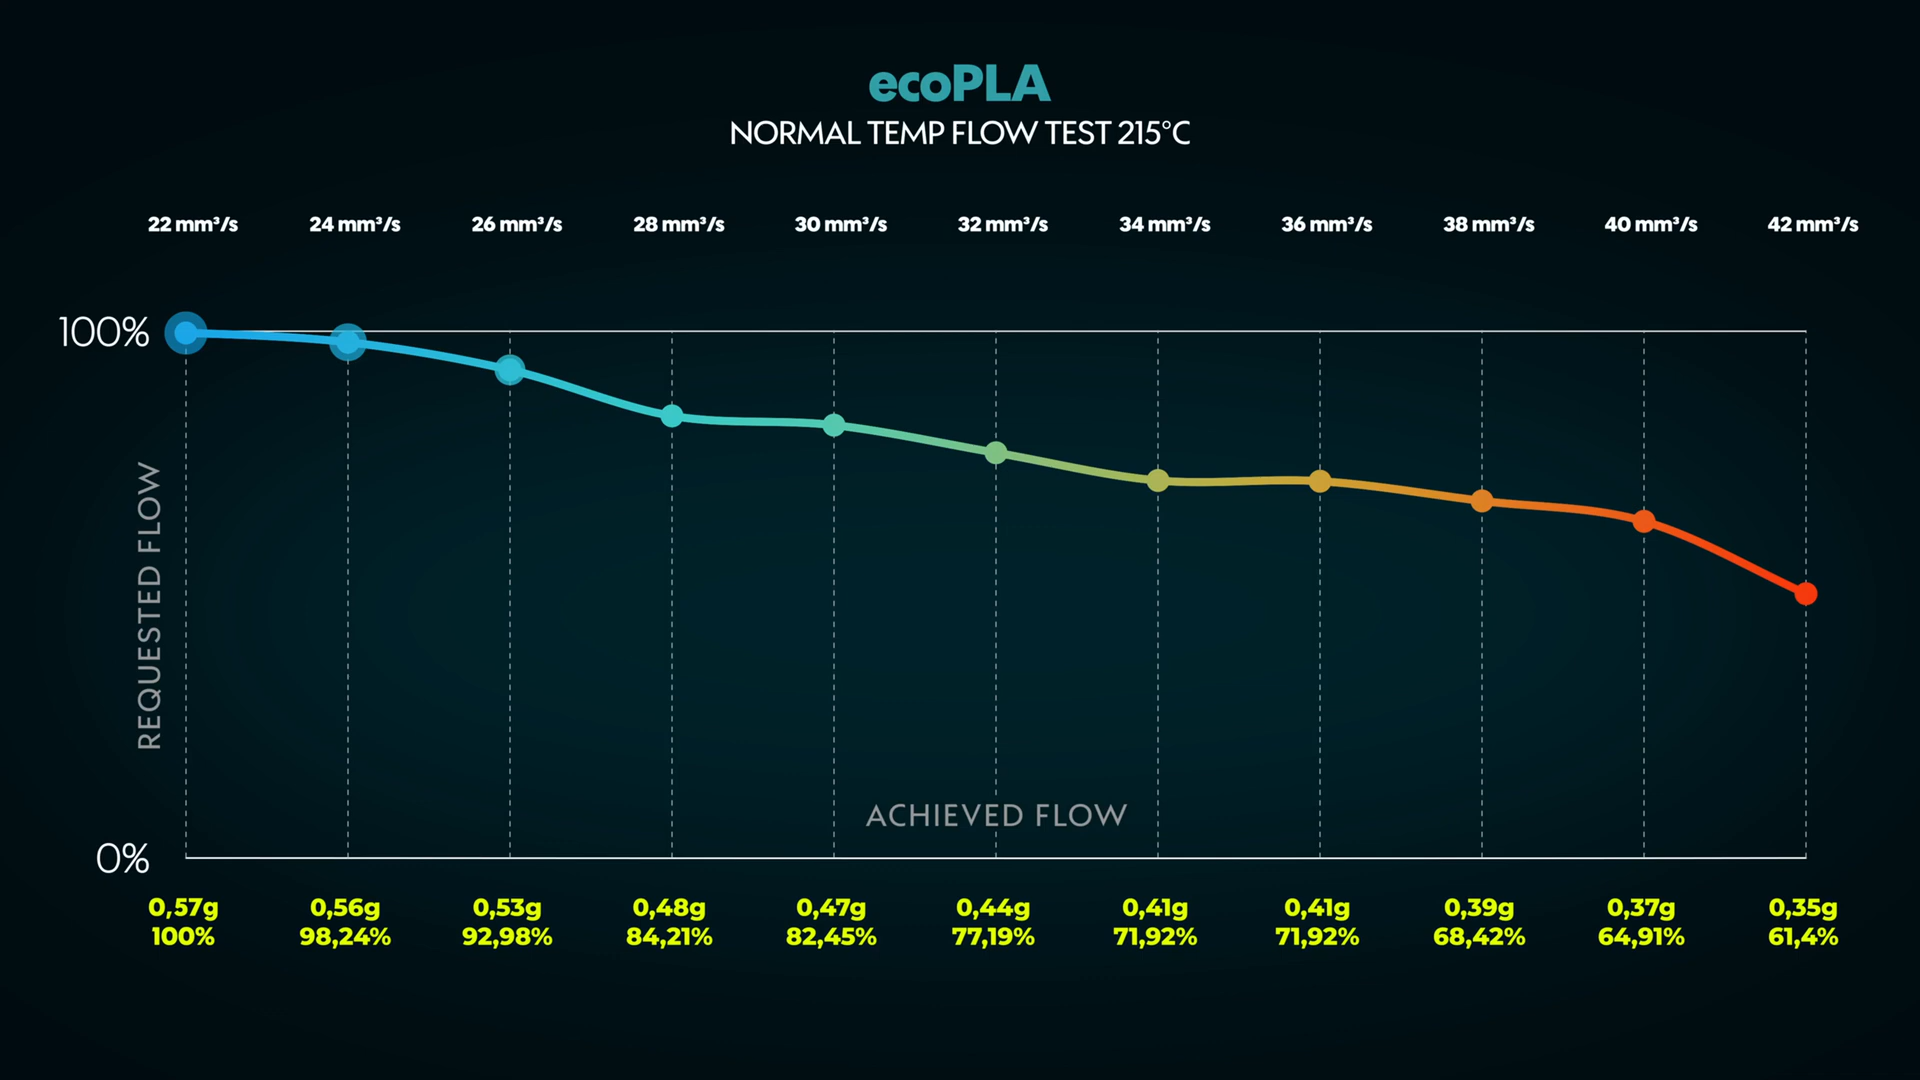 ecoPLA
NORMAL TEMP FLOW TEST 215°C
22 mm³/s 24 mm³/s 26 mm³/s 28 mm³/s 30 mm³/s 32 mm³/s 34 mm³/s 36 mm³/s 38 mm³/s 40 mm³/s 42 mm³/s
100%
REQUESTED FLOW
ACHIEVED FLOW
0%
0,57g 0,56g 0,53g 0,48g 0,47g 0,44g 0,41g 0,41g 0,39g 0,37g 0,35g
100% 98,24% 92,98% 84,21% 82,45% 77,19% 71,92% 71,92% 68,42% 64,91% 61,4%